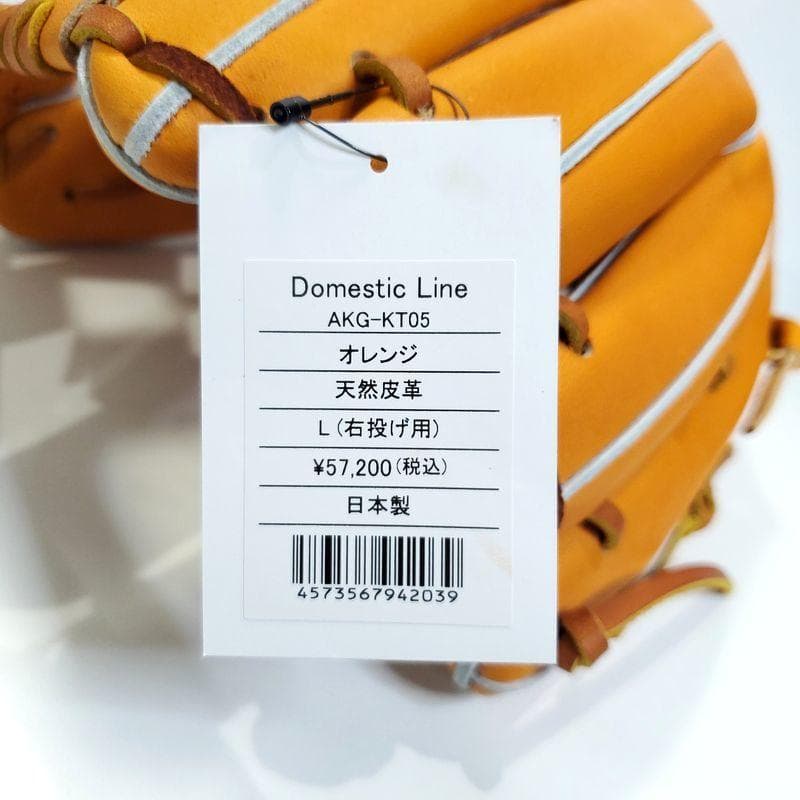 Domestic Line
AKG-KT05
オレンジ
天然皮革
L(右投げ用)
¥57,200(税込)
日本製
4573567942039